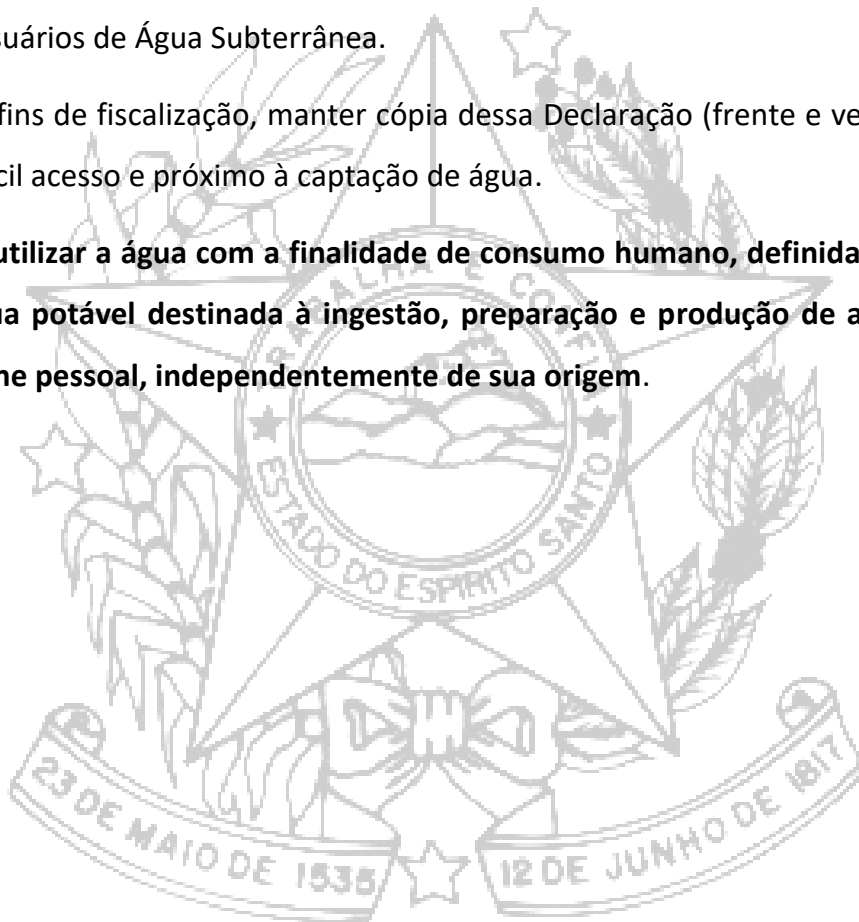 suários de Água Subterrânea.
fins de fiscalização, manter cópia dessa Declaração (frente e ve
cil acesso e próximo à captação de água.
utilizar a água com a finalidade de consumo humano, definida
ua potável destinada à ingestão, preparação e produção de a
ne pessoal, independentemente de sua origem.
TRABALHA E CONFIA
ESTADO DO ESPIRITO SANTO
23 DE MAIO DE 1535
12 DE JUNHO DE 1817